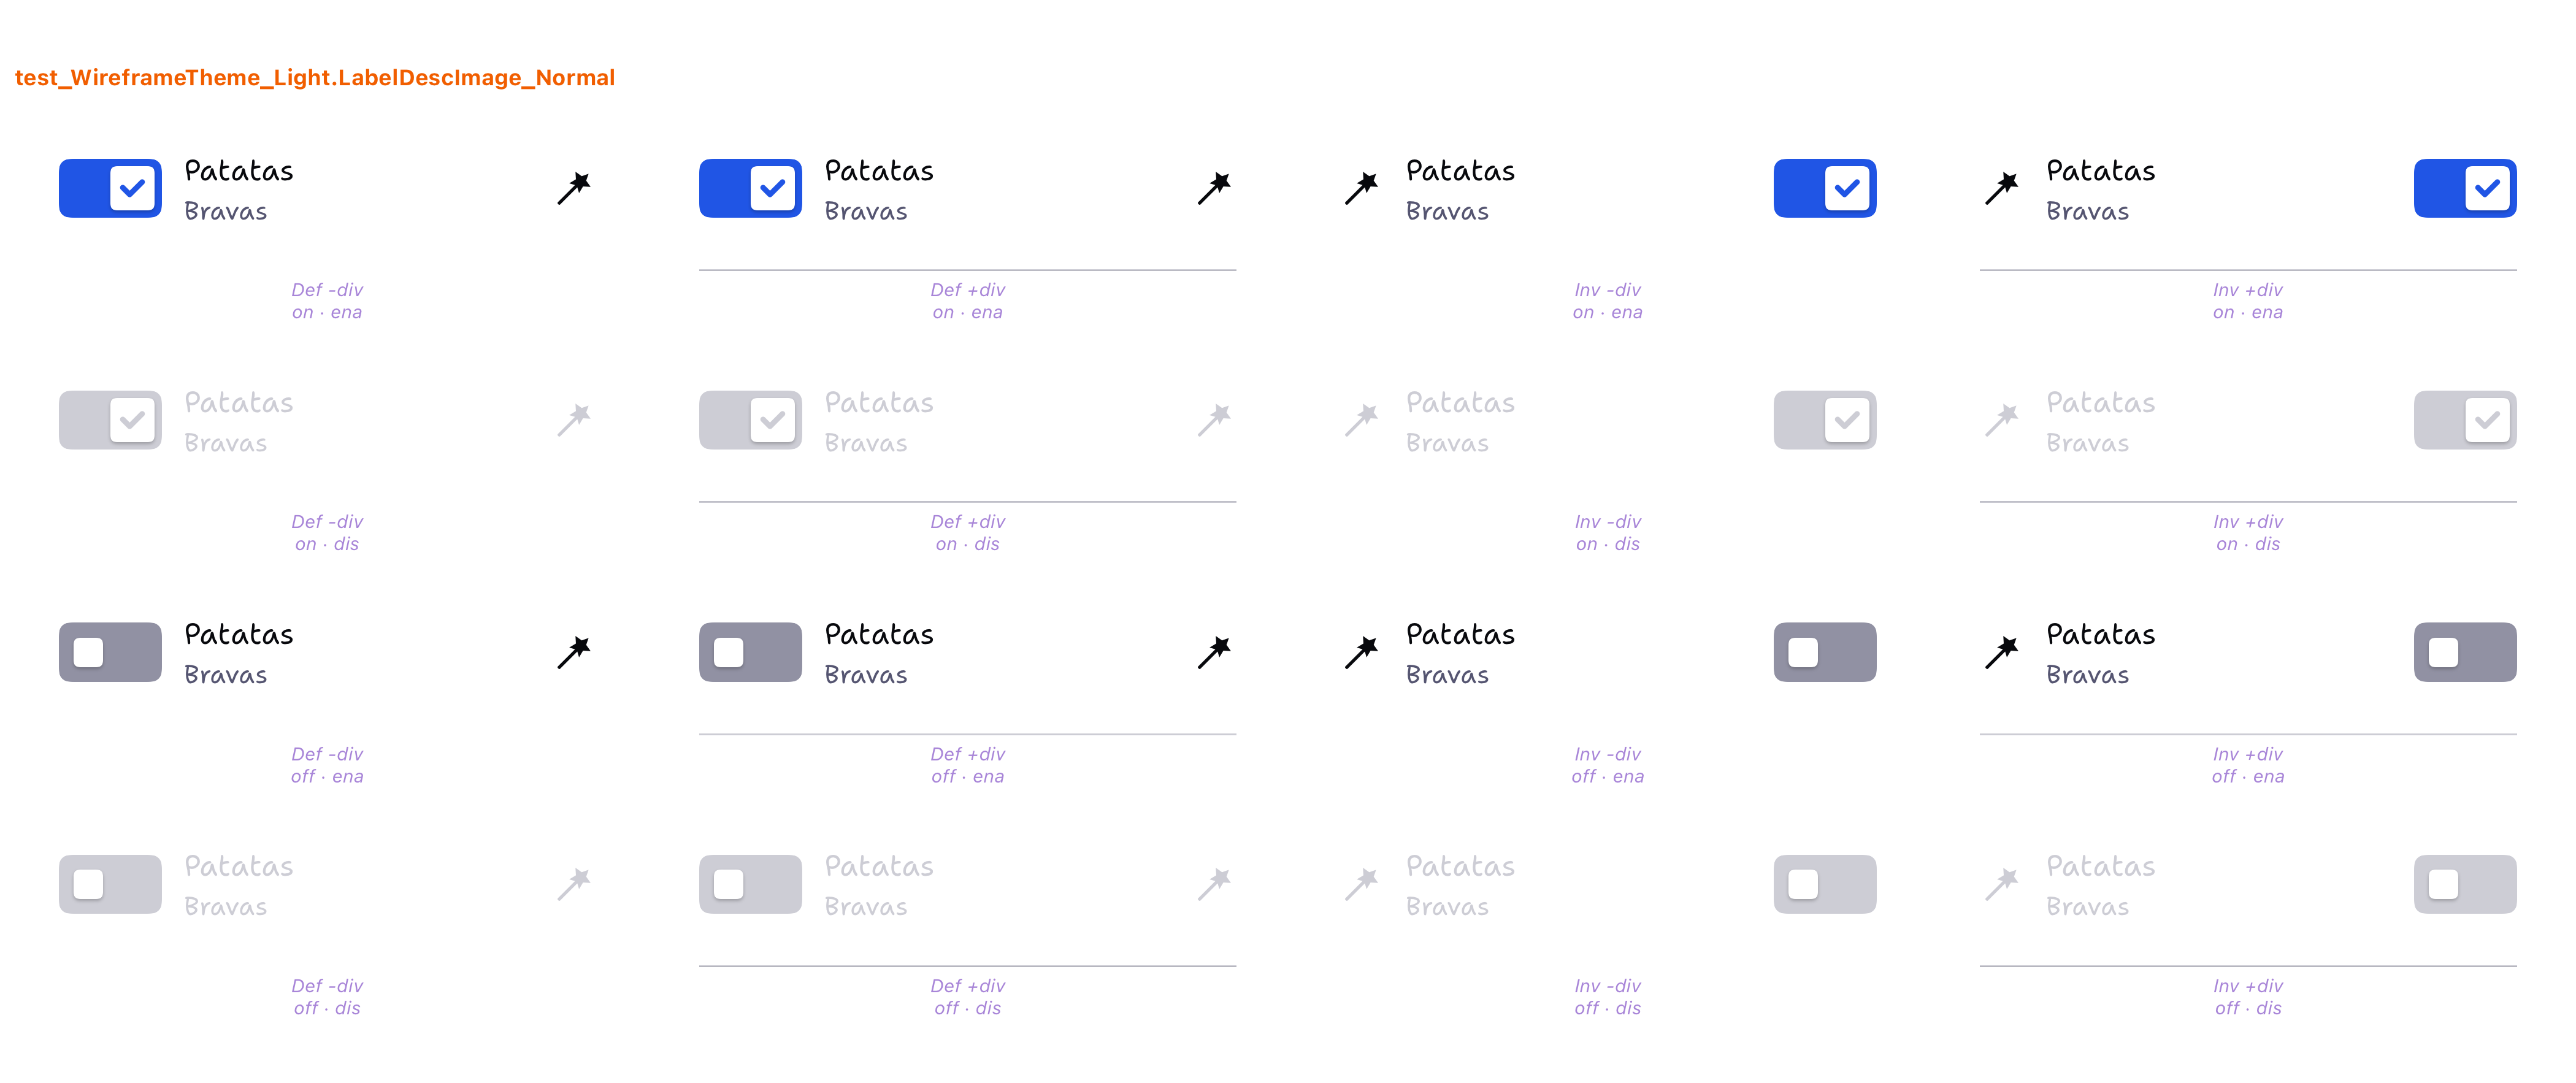 test_WireframeTheme_Light.LabelDescImage_Normal
Patatas
Bravas
Def -div
on · ena
Patatas
Bravas
Def +div
on · ena
Patatas
Bravas
Inv -div
on · ena
Patatas
Bravas
Inv +div
on · ena
Patatas
Bravas
Def -div
on · dis
Patatas
Bravas
Def +div
on · dis
Patatas
Bravas
Inv -div
on · dis
Patatas
Bravas
Inv +div
on · dis
Patatas
Bravas
Def -div
off · ena
Patatas
Bravas
Def +div
off · ena
Patatas
Bravas
Inv -div
off · ena
Patatas
Bravas
Inv +div
off · ena
Patatas
Bravas
Def -div
off · dis
Patatas
Bravas
Def +div
off · dis
Patatas
Bravas
Inv -div
off · dis
Patatas
Bravas
Inv +div
off · dis